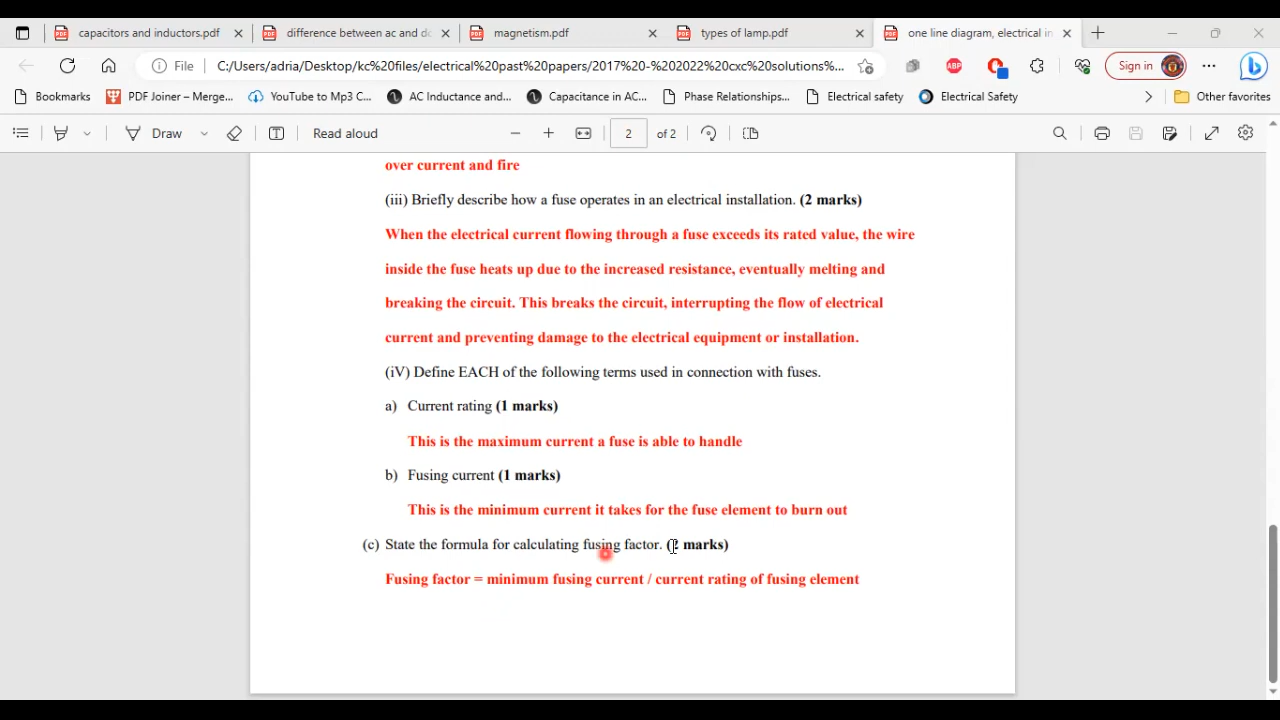 capacitors and inductors.pdf
difference between ac and dc
magnetism.pdf
types of lamp.pdf
one line diagram, electrical in
File
C:/Users/adria/Desktop/kc%20files/electrical%20past%20papers/2017%20-%202022%20cxc%20solutions%...
ABP
Sign in
Bookmarks
PDF Joiner – Merge...
YouTube to Mp3 C...
AC Inductance and...
Capacitance in AC...
Phase Relationships...
Electrical safety
Electrical Safety
Other favorites
Draw
Read aloud
2
of 2
over current and fire
(iii) Briefly describe how a fuse operates in an electrical installation. (2 marks)
When the electrical current flowing through a fuse exceeds its rated value, the wire
inside the fuse heats up due to the increased resistance, eventually melting and
breaking the circuit. This breaks the circuit, interrupting the flow of electrical
current and preventing damage to the electrical equipment or installation.
(iV) Define EACH of the following terms used in connection with fuses.
a) Current rating (1 marks)
This is the maximum current a fuse is able to handle
b) Fusing current (1 marks)
This is the minimum current it takes for the fuse element to burn out
(c) State the formula for calculating fusing factor. (2 marks)
Fusing factor = minimum fusing current / current rating of fusing element